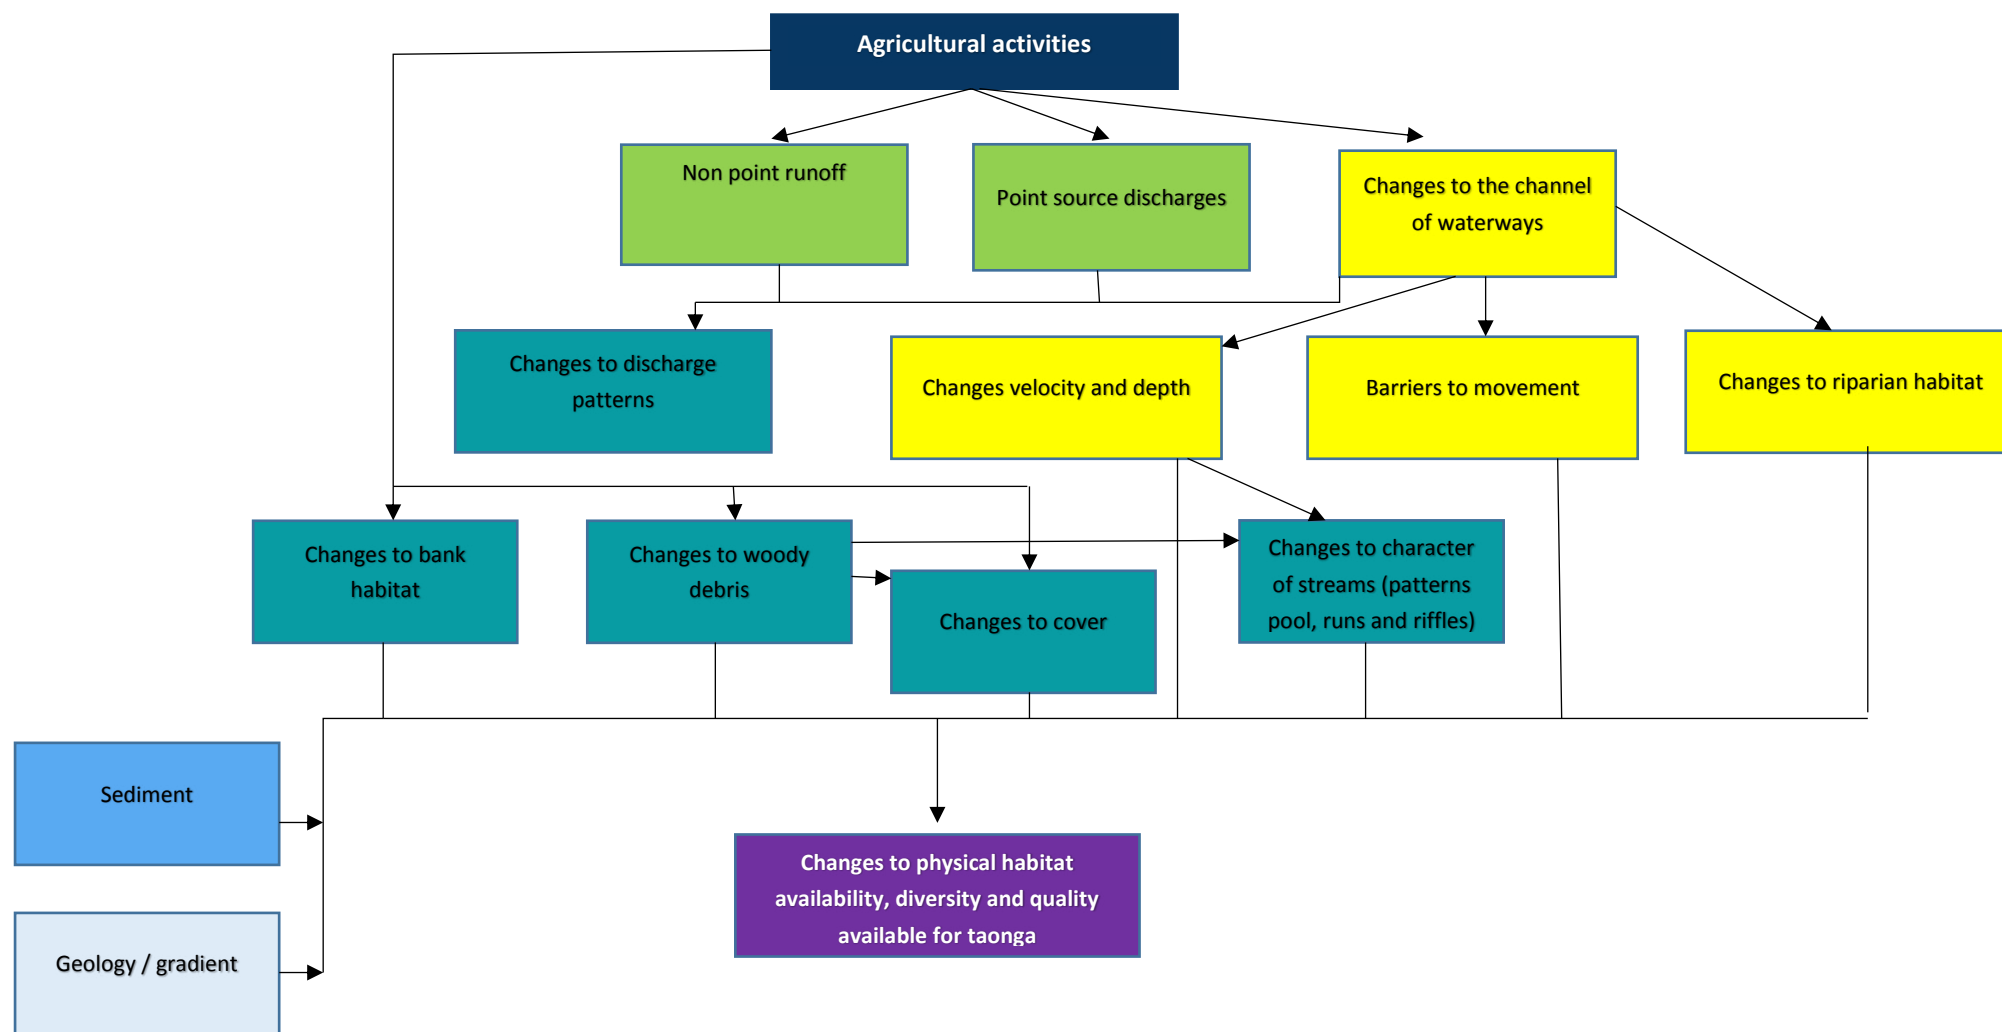 Agricultural activities
Non point runoff
Point source discharges
Changes to the channel
of waterways
Changes to discharge
patterns
Changes velocity and depth
Barriers to movement
Changes to riparian habitat
Changes to bank
habitat
Changes to woody
debris
Changes to cover
Changes to character
of streams (patterns
pool, runs and riffles)
Sediment
Changes to physical habitat
availability, diversity and quality
available for taonga
Geology / gradient